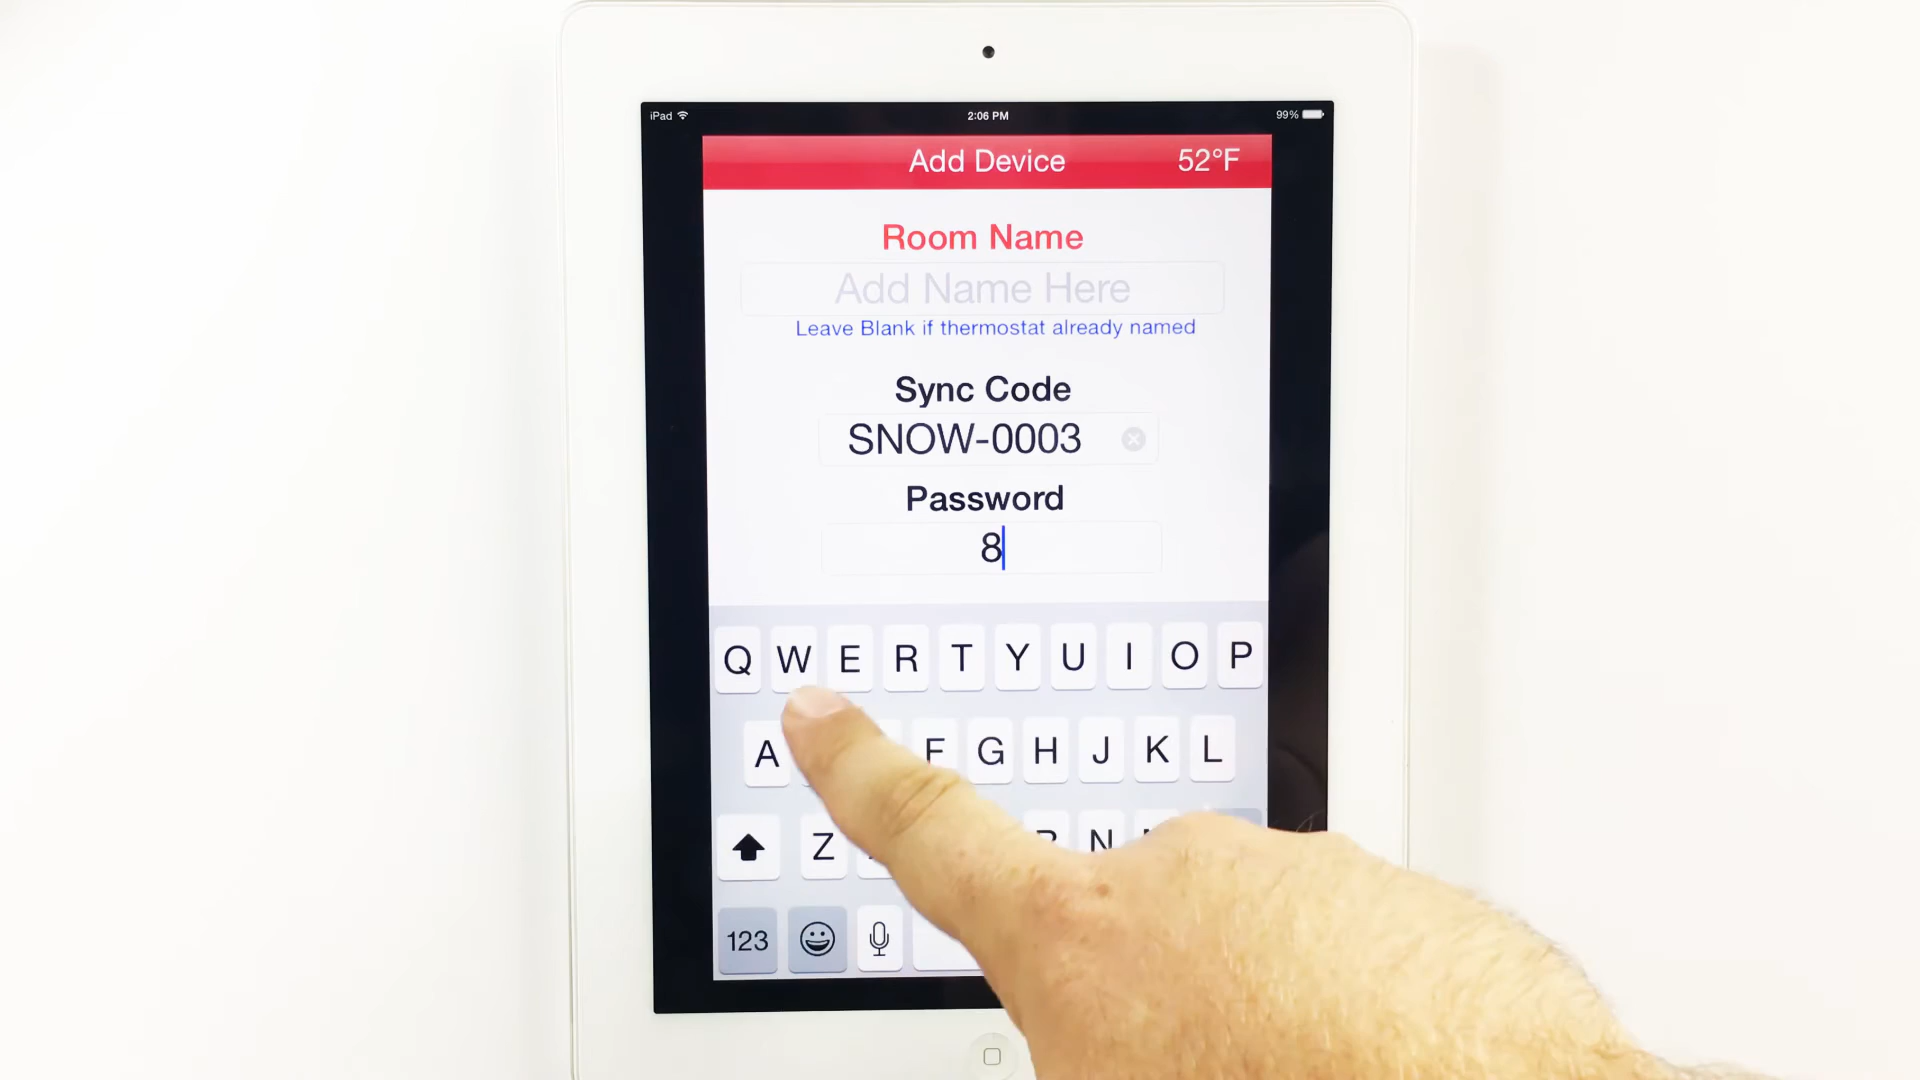 iPad 2:06 PM 99%
Add Device 52°F
Room Name
Add Name Here
Leave Blank if thermostat already named
Sync Code
SNOW-0003
Password
8
Q W E R T Y U I O P
A F G H J K L
Z B N
123